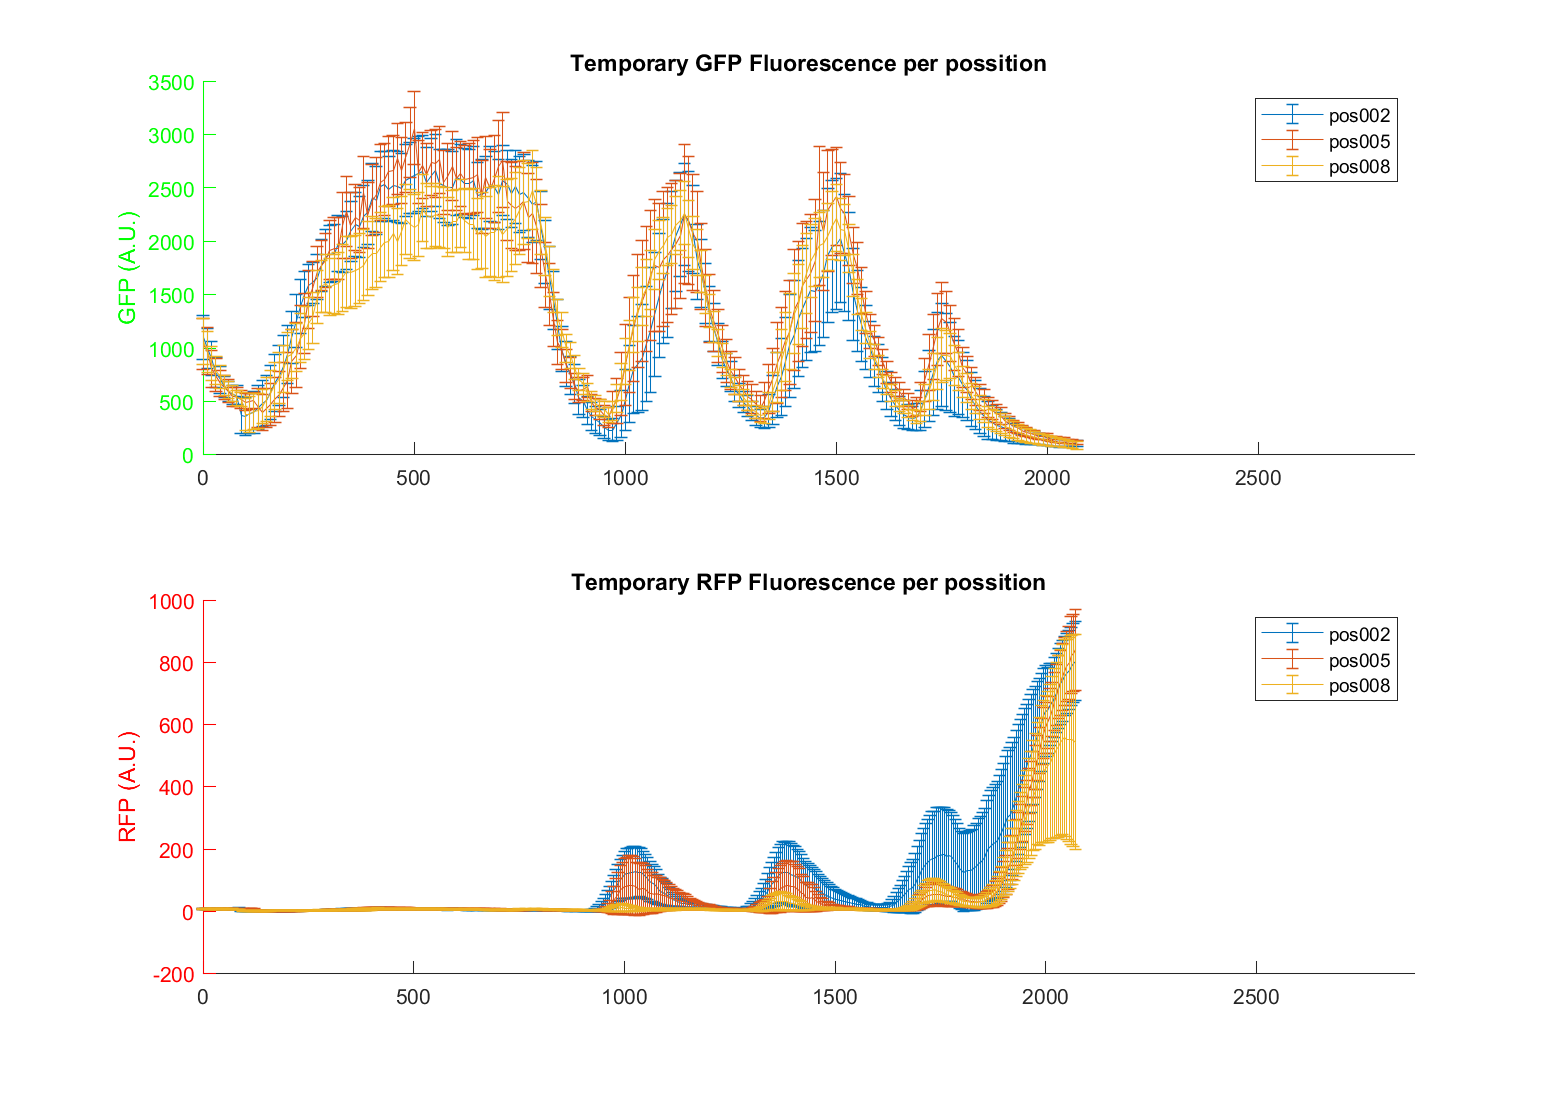 Temporary GFP Fluorescence per possition
GFP (A.U.)
3500
3000
2500
2000
1500
1000
500
0
0 500 1000 1500 2000 2500
pos002
pos005
pos008
Temporary RFP Fluorescence per possition
RFP (A.U.)
1000
800
600
400
200
0
-200
0 500 1000 1500 2000 2500
pos002
pos005
pos008